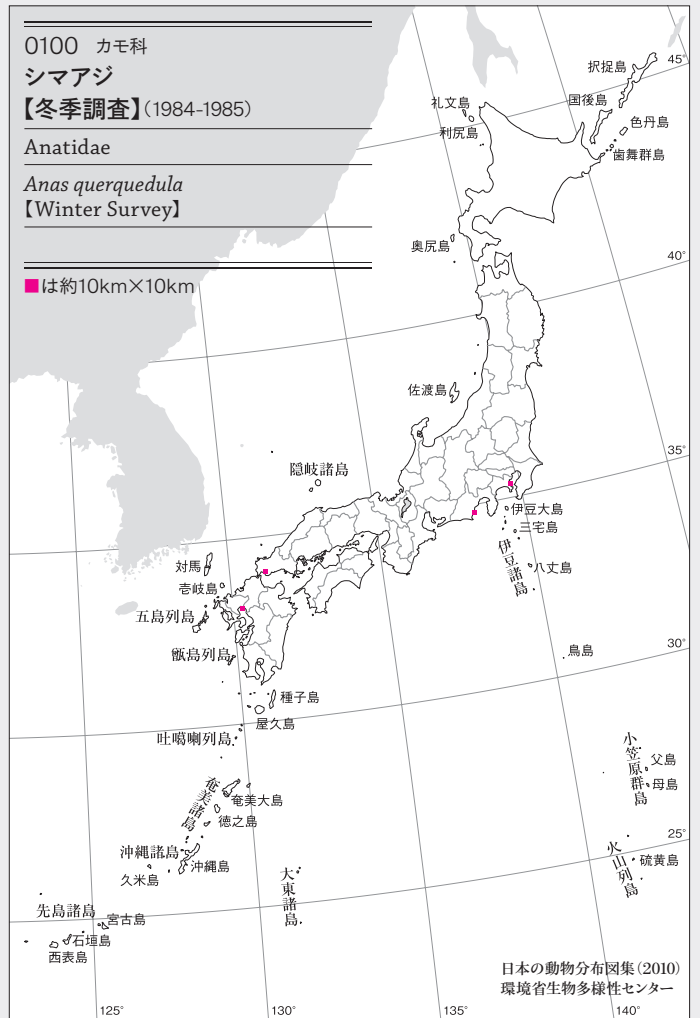 0100 カモ科
シマアジ
【冬季調査】(1984-1985)
Anatidae
Anas querquedula
【Winter Survey】
■は約10km×10km
45°
択捉島
国後島
礼文島
色丹島
利尻島
歯舞群島
奥尻島
40°
佐渡島
35°
隠岐諸島
伊豆大島
三宅島
伊豆諸島
八丈島
対馬
壱岐島
五島列島
甑島列島
鳥島
30°
種子島
屋久島
吐噶喇列島
小笠原群島
父島
母島
奄美諸島
奄美大島
徳之島
25°
沖縄諸島
沖縄島
久米島
火山列島
硫黄島
大東諸島
先島諸島
宮古島
石垣島
西表島
日本の動物分布図集(2010)
環境省生物多様性センター
125°
130°
135°
140°